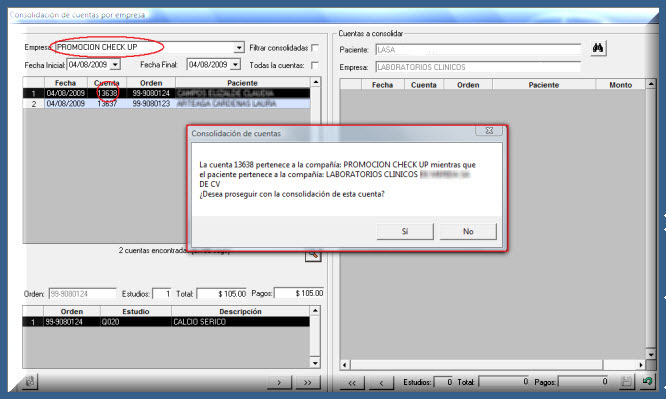 Consolidación de cuentas por empresa
Empresa: PROMOCION CHECK UP Filtrar consolidadas
Fecha Inicial: 04/08/2009 Fecha Final: 04/08/2009 Todas la cuentas:
Fecha Cuenta Orden Paciente
1 04/08/2009 13638 99-9080124 CAMPOS ELIZALDE CLAUDIA
2 04/08/2009 13637 99-9080123 ARTEAGA CARDENAS LAURA
2 cuentas encontradas
Orden: 99-9080124 Estudios: 1 Total: $ 105.00 Pagos: $ 105.00
Orden Estudio Descripción
1 99-9080124 Q020 CALCIO SERICO
> >>
Cuentas a consolidar
Paciente: LASA
Empresa: LABORATORIOS CLINICOS
Fecha Cuenta Orden Paciente Monto
<< < Estudios: 0 Total: 0 Pagos: 0
Consolidación de cuentas
La cuenta 13638 pertenece a la compañía: PROMOCION CHECK UP mientras que
el paciente pertenece a la compañía: LABORATORIOS CLINICOS
DE CV
¿Desea proseguir con la consolidación de esta cuenta?
Sí No